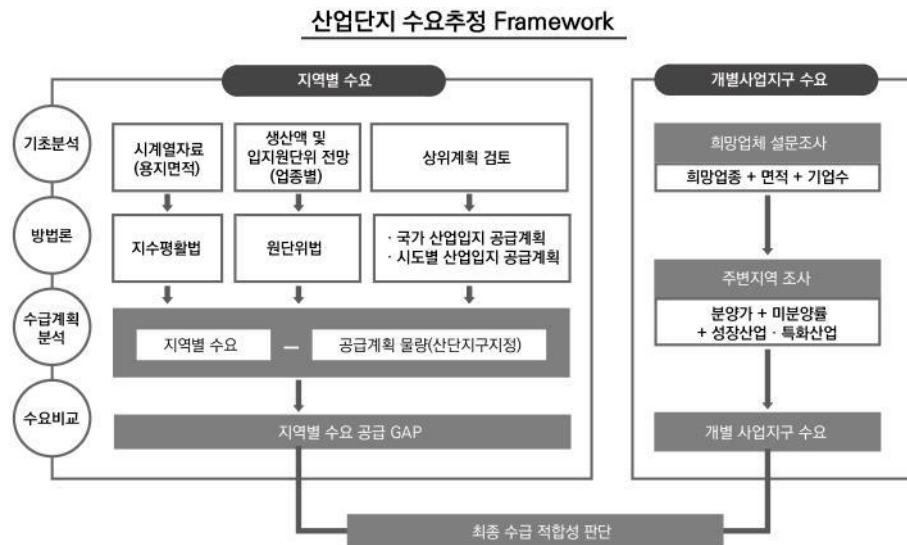 산업단지 수요추정 Framework
지역별 수요
개별사업지구 수요
기초분석
방법론
수급계획
분석
수요비교
시계열자료
(용지면적)
생산액 및
입지원단위 전망
(업종별)
상위계획 검토
지수평활법
원단위법
· 국가 산업입지 공급계획
· 시도별 산업입지 공급계획
지역별 수요
–
공급계획 물량(산단지구지정)
지역별 수요 공급 GAP
희망업체 설문조사
희망업종 + 면적 + 기업수
주변지역 조사
분양가 + 미분양률
+ 성장산업 · 특화산업
개별 사업지구 수요
최종 수급 적합성 판단